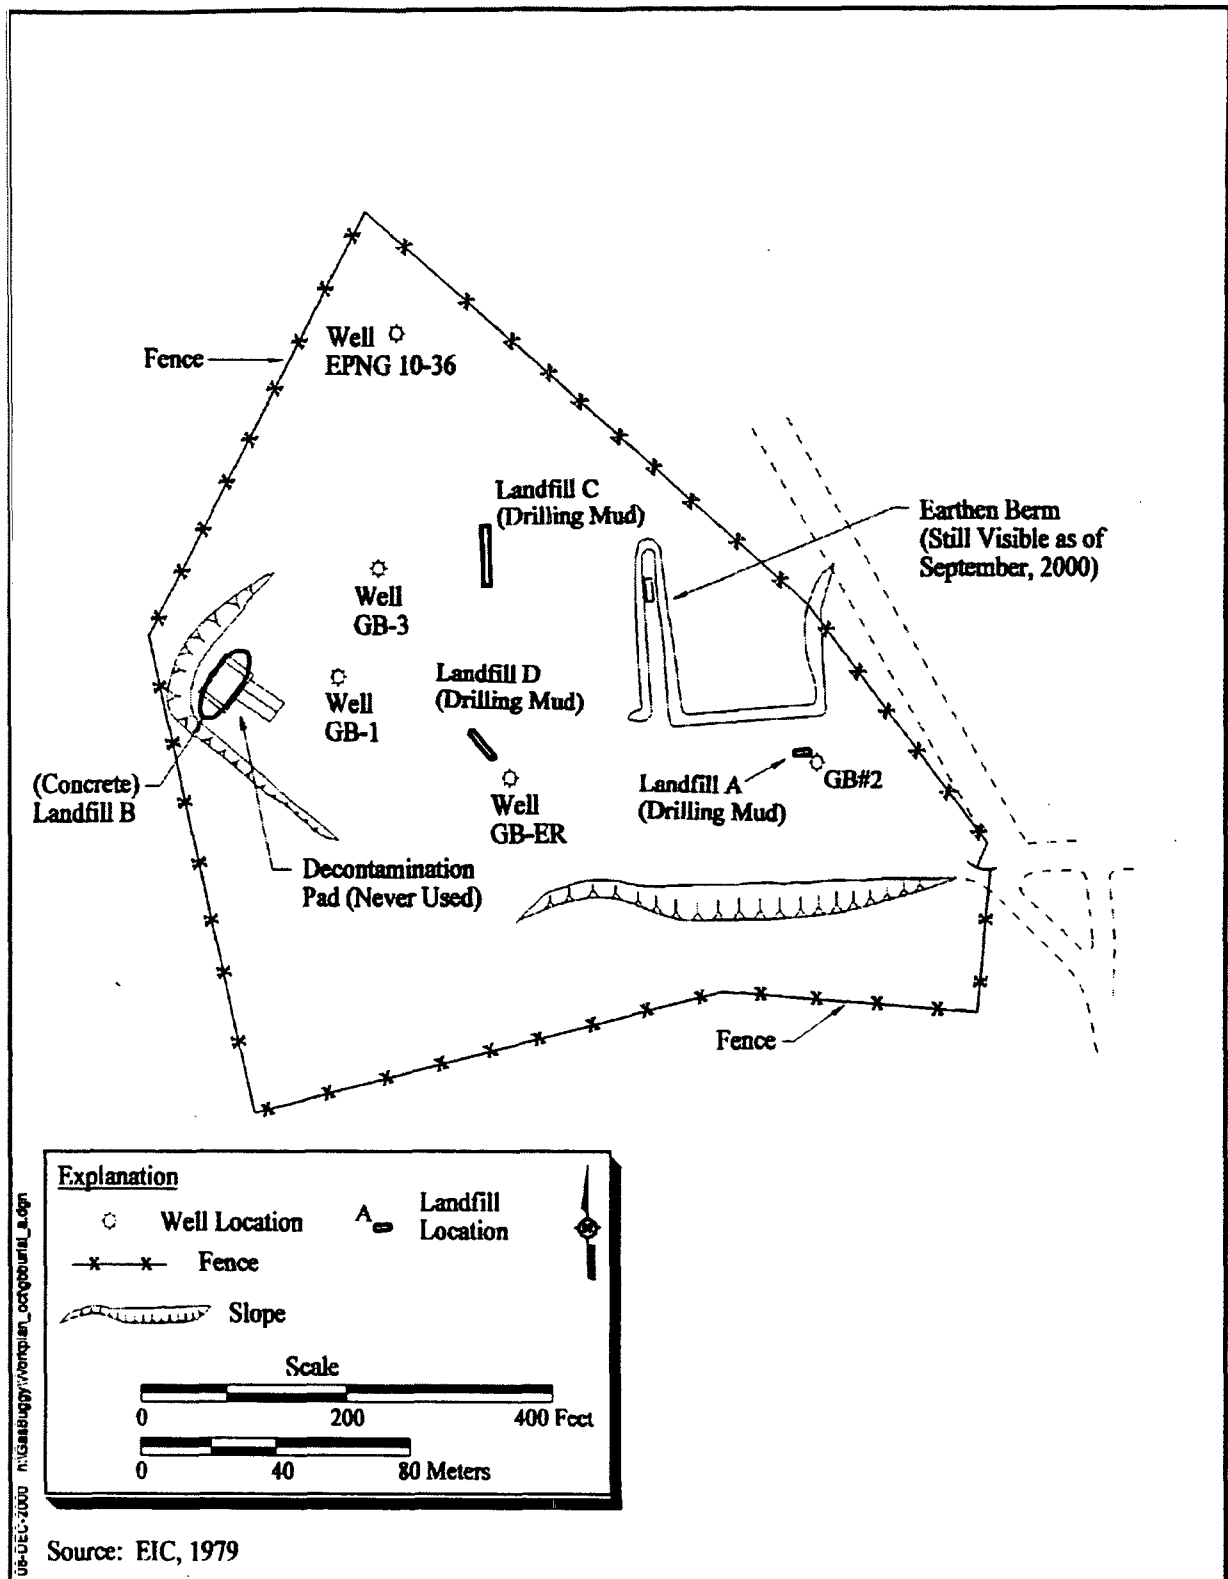 Fence
Well
EPNG 10-36
Landfill C
(Drilling Mud)
Earthen Berm
(Still Visible as of
September, 2000)
Well
GB-3
Landfill D
(Drilling Mud)
Well
GB-1
(Concrete)
Landfill B
Well
GB-ER
Landfill A
(Drilling Mud)
GB#2
Decontamination
Pad (Never Used)
Fence
Explanation
Well Location
A
Landfill
Location
Fence
Slope
Scale
0
200
400 Feet
0
40
80 Meters
Source: EIC, 1979
08-DEC-2000